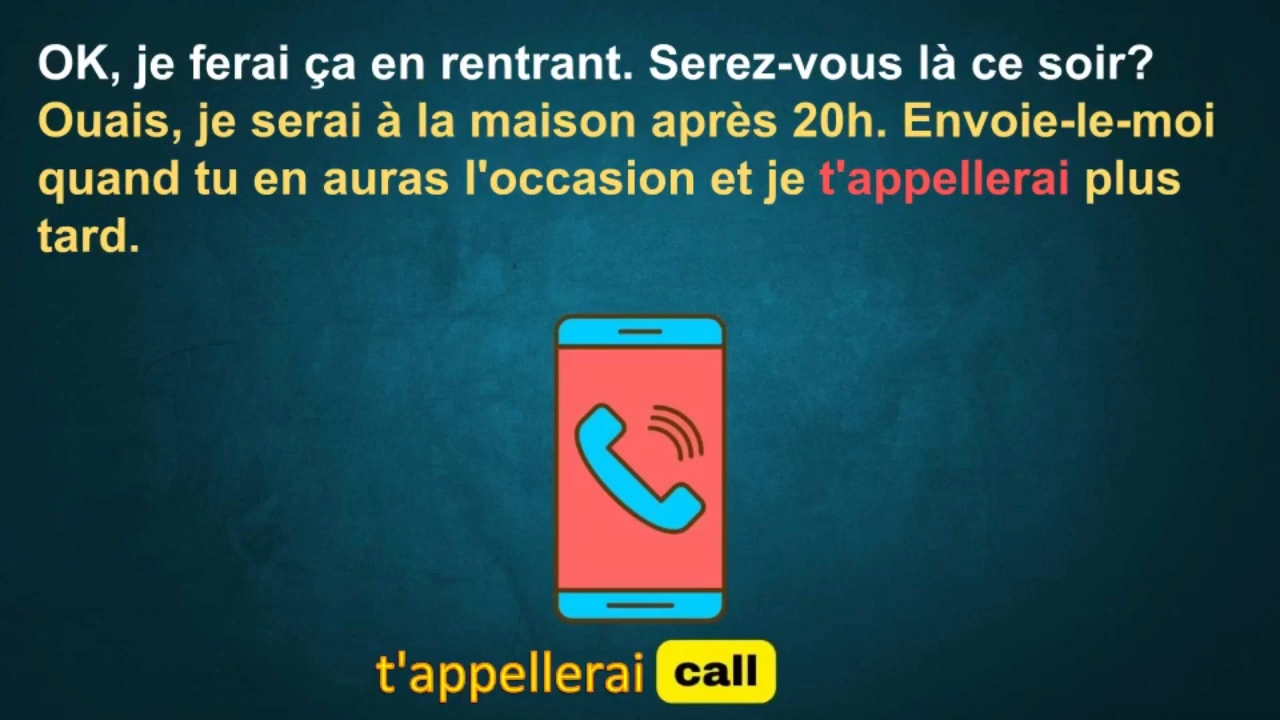 OK, je ferai ça en rentrant. Serez-vous là ce soir?
Ouais, je serai à la maison après 20h. Envoie-le-moi
quand tu en auras l'occasion et je t'appellerai plus
tard.
t'appellerai call